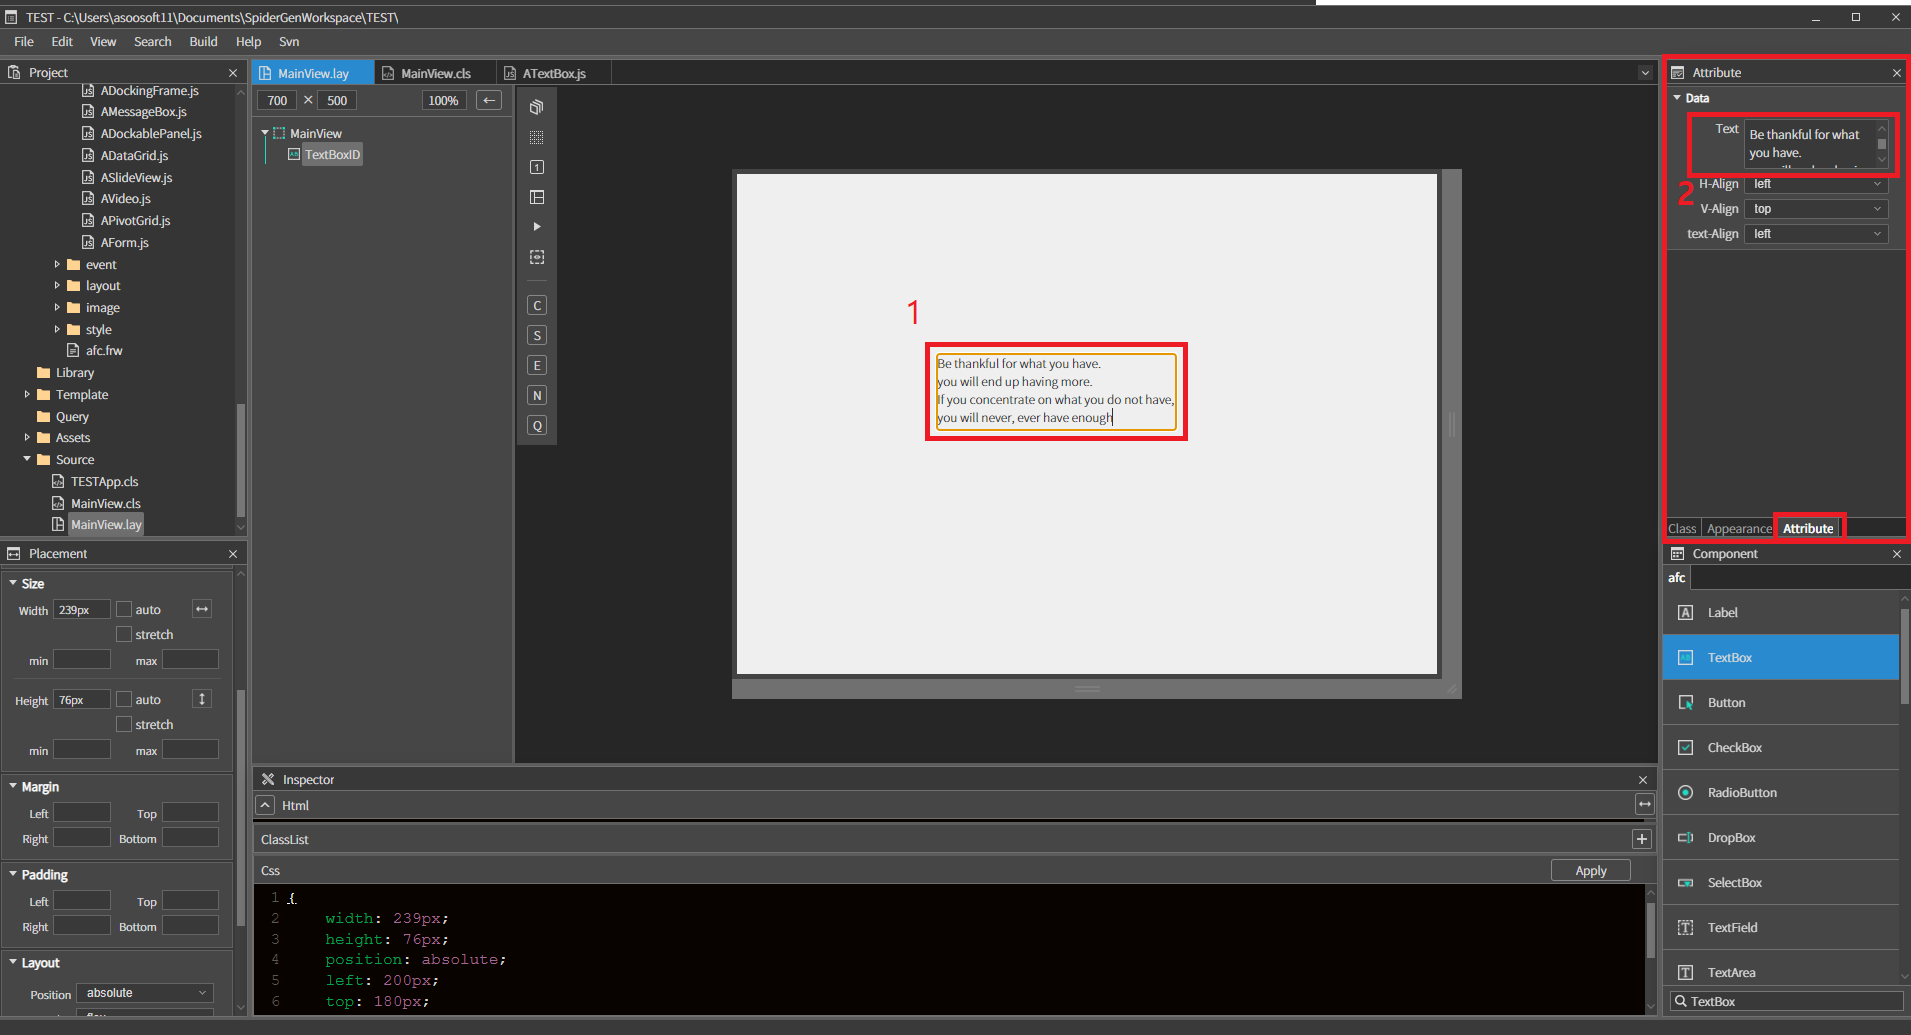 TEST - C:\Users\asoosoft11\Documents\SpiderGenWorkspace\TEST\
File Edit View Search Build Help Svn
Project
ADockingFrame.js
AMessageBox.js
ADockablePanel.js
ADataGrid.js
ASlideView.js
AVideo.js
APivotGrid.js
AForm.js
event
layout
image
style
afc.frw
Library
Template
Query
Assets
Source
TESTApp.cls
MainView.cls
MainView.lay
Placement
Size
Width 239px auto
stretch
min max
Height 76px auto
stretch
min max
Margin
Left Top
Right Bottom
Padding
Left Top
Right Bottom
Layout
Position absolute
MainView.lay MainView.cls ATextBox.js
700 × 500 100%
MainView
TextBoxID
1
C
S
E
N
Q
1
Be thankful for what you have.
you will end up having more.
If you concentrate on what you do not have,
you will never, ever have enough
Inspector
Html
ClassList
Css Apply
1 {
2 width: 239px;
3 height: 76px;
4 position: absolute;
5 left: 200px;
6 top: 180px;
Attribute
Data
Text Be thankful for what
you have.
2
H-Align left
V-Align top
text-Align left
Class Appearance Attribute
Component
afc
Label
TextBox
Button
CheckBox
RadioButton
DropBox
SelectBox
TextField
TextArea
TextBox